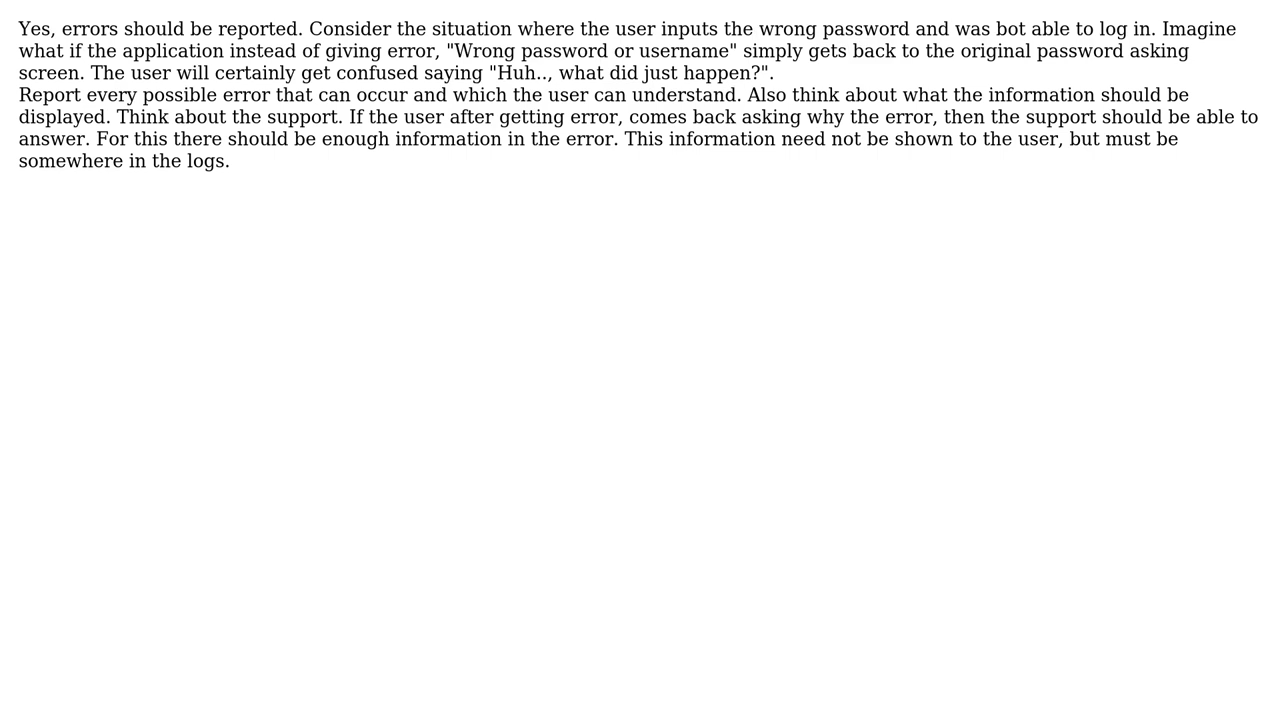 Yes, errors should be reported. Consider the situation where the user inputs the wrong password and was bot able to log in. Imagine
what if the application instead of giving error, "Wrong password or username" simply gets back to the original password asking
screen. The user will certainly get confused saying "Huh.., what did just happen?".
Report every possible error that can occur and which the user can understand. Also think about what the information should be
displayed. Think about the support. If the user after getting error, comes back asking why the error, then the support should be able to
answer. For this there should be enough information in the error. This information need not be shown to the user, but must be
somewhere in the logs.